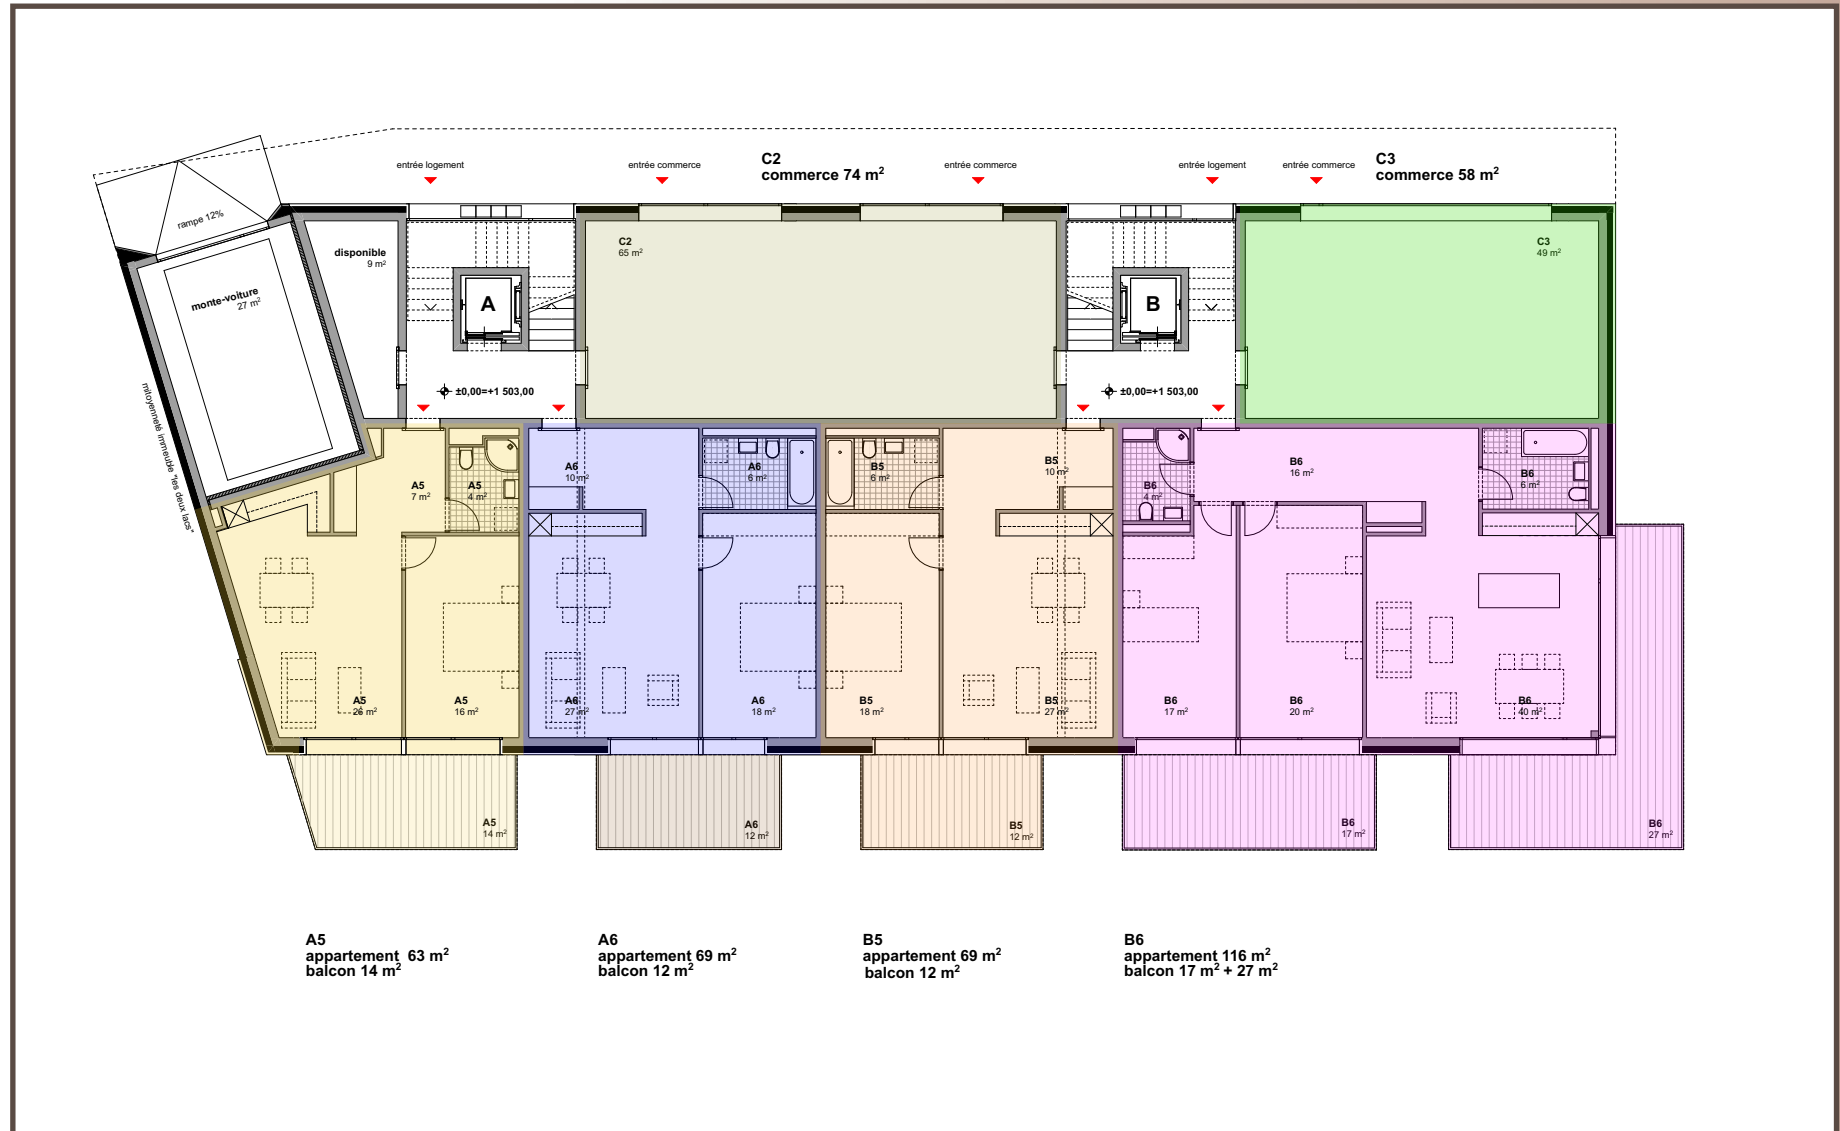 C2
commerce 74 m²
C3
commerce 58 m²
entrée logement
entrée commerce
entrée commerce
entrée logement
entrée commerce
rampe 12%
disponible
9 m²
monte-voiture
27 m²
mitoyenneté immeuble "les deux lacs"
A
B
C2
65 m²
C3
49 m²
±0,00=+1 503,00
±0,00=+1 503,00
A5
7 m²
A5
4 m²
A6
10 m²
A6
6 m²
B5
6 m²
B5
10 m²
B6
4 m²
B6
16 m²
B6
6 m²
A5
26 m²
A5
16 m²
A6
27 m²
A6
18 m²
B5
18 m²
B5
27 m²
B6
17 m²
B6
20 m²
B6
40 m²
A5
14 m²
A6
12 m²
B5
12 m²
B6
17 m²
B6
27 m²
A5
appartement 63 m²
balcon 14 m²
A6
appartement 69 m²
balcon 12 m²
B5
appartement 69 m²
balcon 12 m²
B6
appartement 116 m²
balcon 17 m² + 27 m²